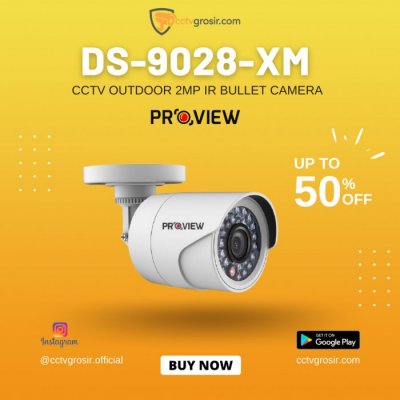 cctvgrosir.com
DS-9028-XM
CCTV OUTDOOR 2MP IR BULLET CAMERA
PROVIEW
UP TO
50% OFF
PROVIEW
Instagram
@cctvgrosir.official
BUY NOW
GET IT ON
Google Play
cctvgrosir.com